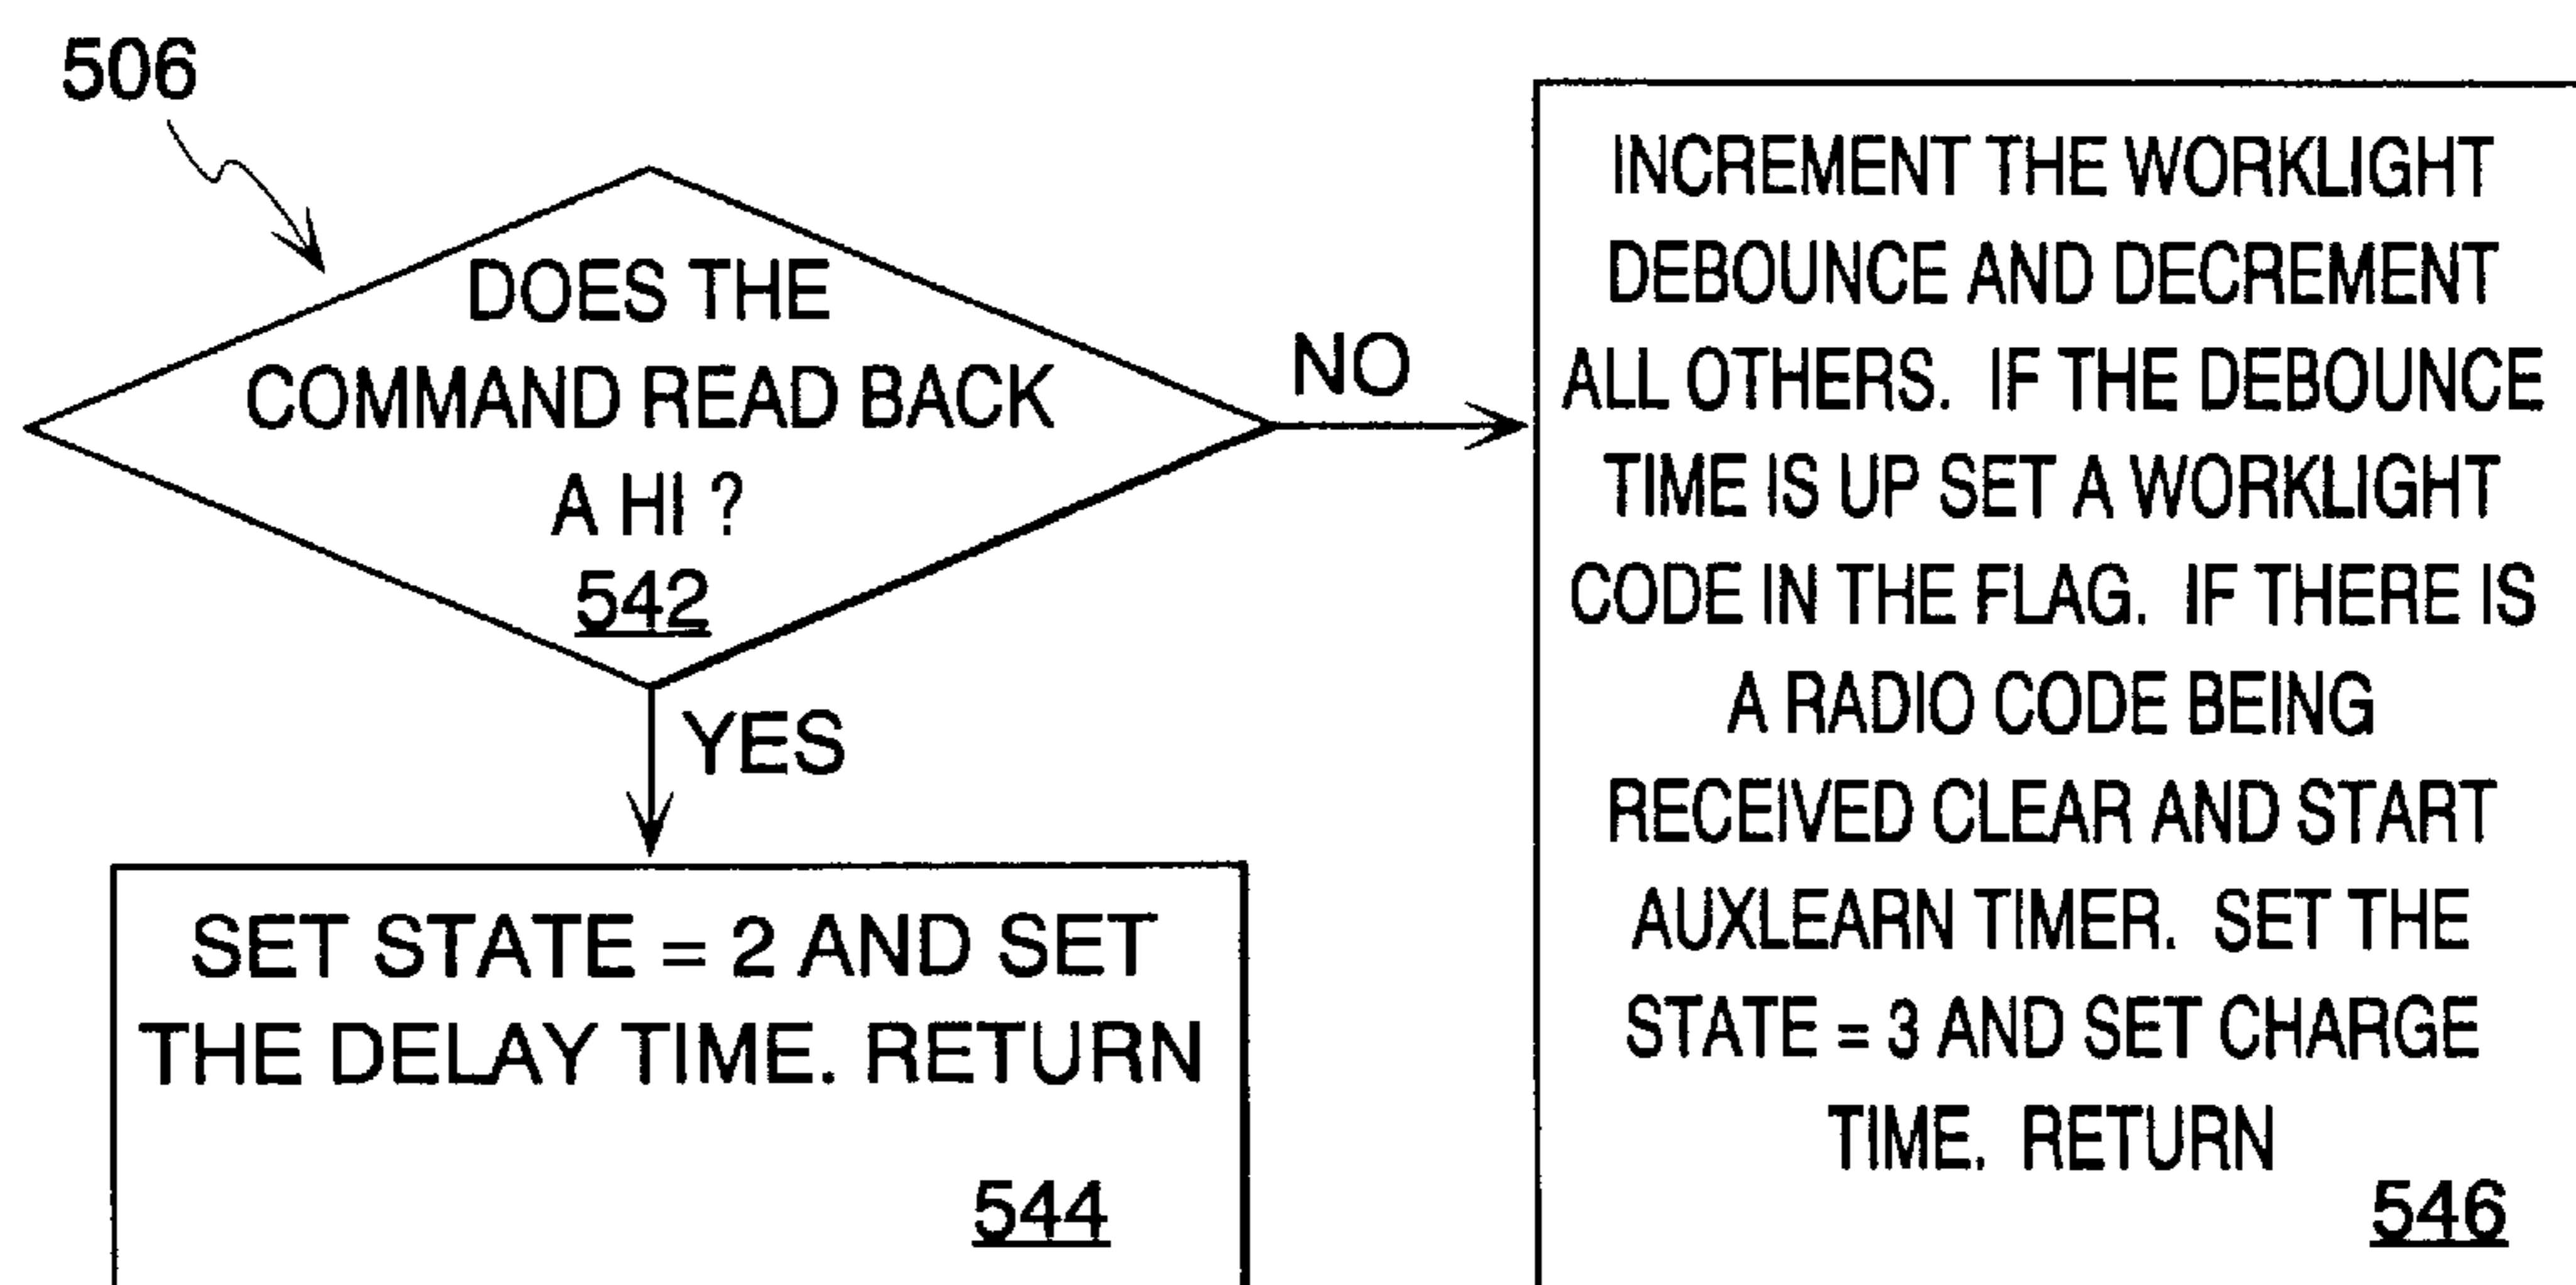 506
DOES THE
COMMAND READ BACK
A HI ?
542
NO
YES
SET STATE = 2 AND SET
THE DELAY TIME. RETURN
544
INCREMENT THE WORKLIGHT
DEBOUNCE AND DECREMENT
ALL OTHERS. IF THE DEBOUNCE
TIME IS UP SET A WORKLIGHT
CODE IN THE FLAG. IF THERE IS
A RADIO CODE BEING
RECEIVED CLEAR AND START
AUXLEARN TIMER. SET THE
STATE = 3 AND SET CHARGE
TIME. RETURN
546